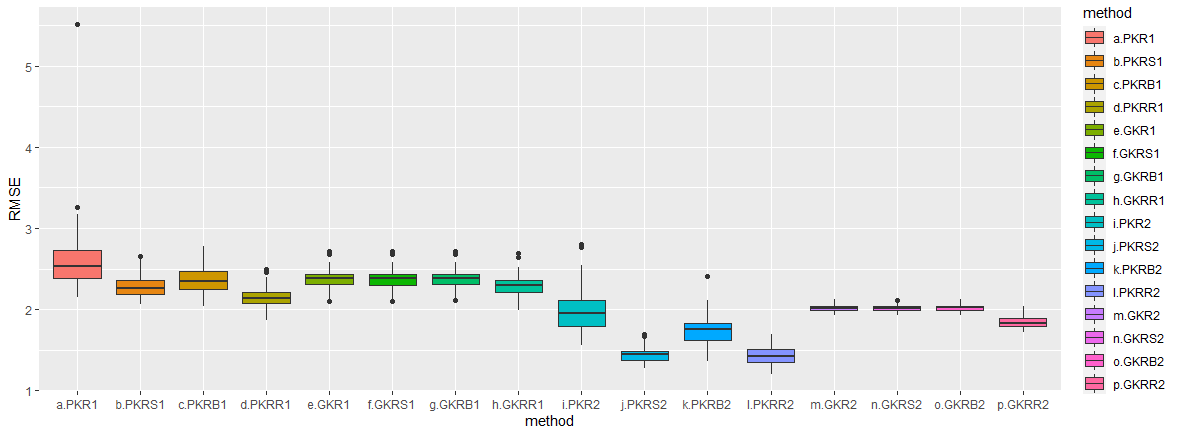 method
a.PKR1
b.PKRS1
c.PKRB1
d.PKRR1
e.GKR1
f.GKRS1
g.GKRB1
h.GKRR1
i.PKR2
j.PKRS2
k.PKRB2
l.PKRR2
m.GKR2
n.GKRS2
o.GKRB2
p.GKRR2
RMSE
5
4
3
2
1
a.PKR1 b.PKRS1 c.PKRB1 d.PKRR1 e.GKR1 f.GKRS1 g.GKRB1 h.GKRR1 i.PKR2 j.PKRS2 k.PKRB2 l.PKRR2 m.GKR2 n.GKRS2 o.GKRB2 p.GKRR2
method